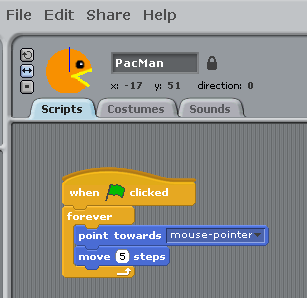 File Edit Share Help
PacMan
x: -17 y: 51 direction: 0
Scripts Costumes Sounds
when clicked
forever
point towards mouse-pointer
move 5 steps